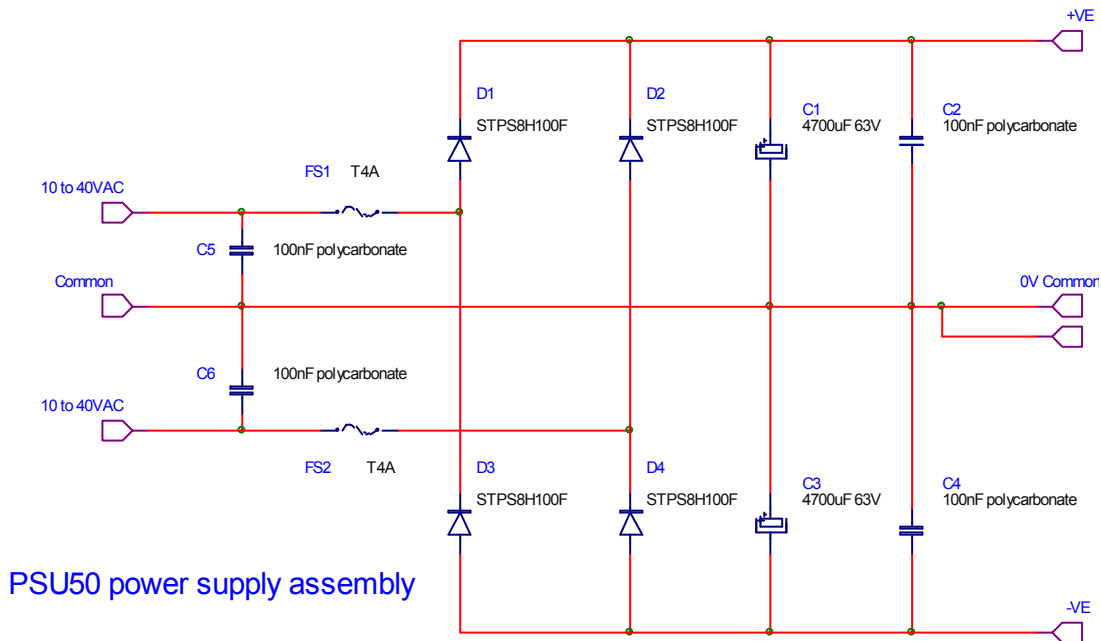 +VE
D1
STPS8H100F
D2
STPS8H100F
C1
4700uF 63V
C2
100nF polycarbonate
FS1 T4A
10 to 40VAC
C5 100nF polycarbonate
Common
0V Common
C6 100nF polycarbonate
10 to 40VAC
FS2 T4A
D3
STPS8H100F
D4
STPS8H100F
C3
4700uF 63V
C4
100nF polycarbonate
PSU50 power supply assembly
-VE